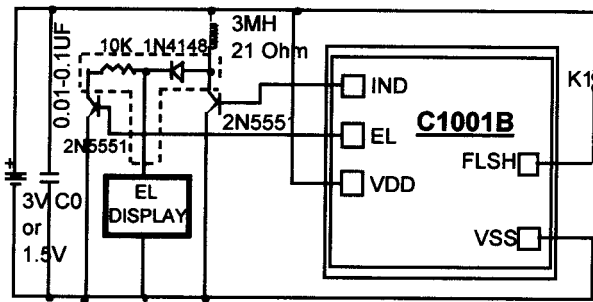 3MH
21 Ohm
10K
1N4148
0.01-0.1UF
2N5551
2N5551
EL
DISPLAY
3V
or
1.5V
C0
IND
EL
VDD
C1001B
FLSH
VSS